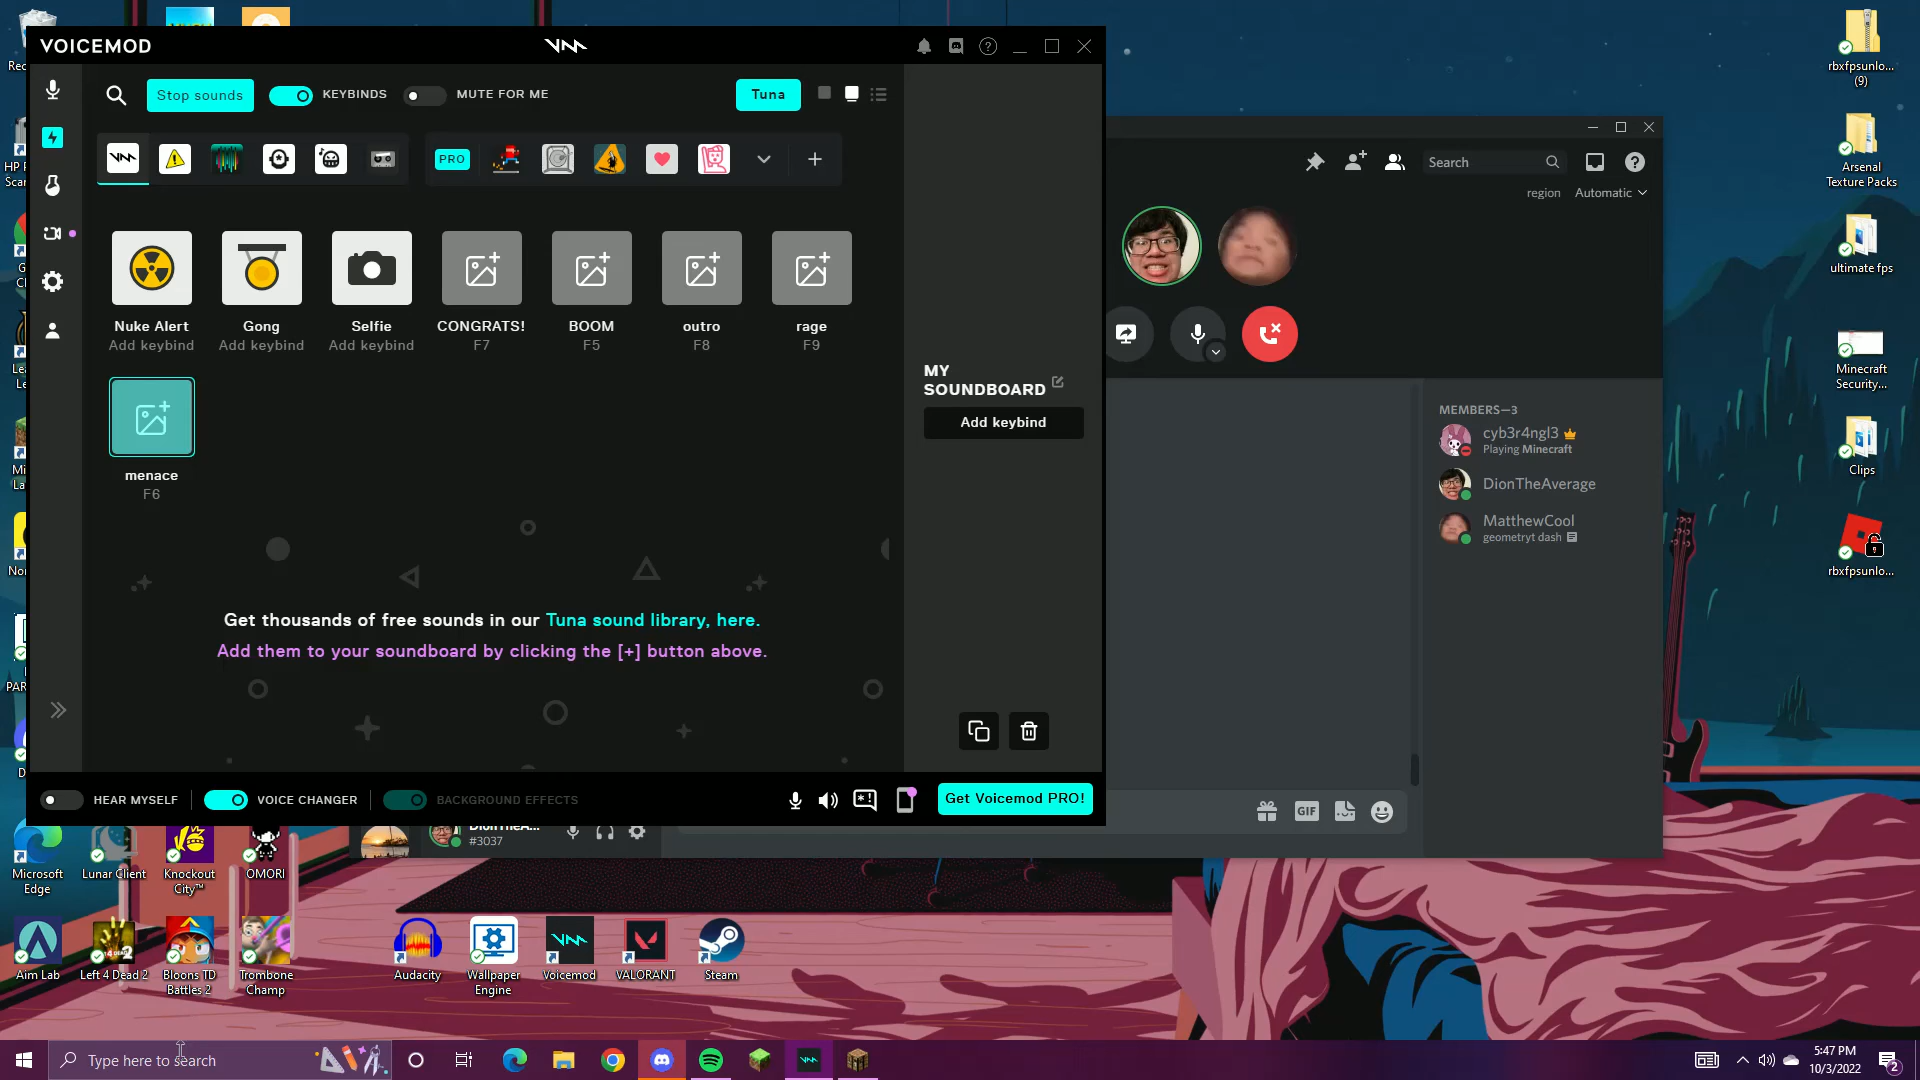 VOICEMOD
Stop sounds
KEYBINDS
MUTE FOR ME
Tuna
PRO
Nuke Alert
Add keybind
Gong
Add keybind
Selfie
Add keybind
CONGRATS!
F7
BOOM
F5
outro
F8
rage
F9
menace
F6
MY
SOUNDBOARD
Add keybind
Get thousands of free sounds in our Tuna sound library, here.
Add them to your soundboard by clicking the [+] button above.
HEAR MYSELF
VOICE CHANGER
BACKGROUND EFFECTS
Get Voicemod PRO!
Search
region
Automatic
MEMBERS—3
cyb3r4ngl3
Playing Minecraft
DionTheAverage
MatthewCool
geometryt dash
GIF
DionTheA...
#3037
rbxfpsunlo...
(9)
Arsenal
Texture Packs
ultimate fps
Minecraft
Security...
Clips
rbxfpsunlo...
Microsoft
Edge
Lunar Client
Knockout
City™
OMORI
Aim Lab
Left 4 Dead 2
Bloons TD
Battles 2
Trombone
Champ
Audacity
Wallpaper
Engine
Voicemod
VALORANT
Steam
Type here to search
5:47 PM
10/3/2022
2